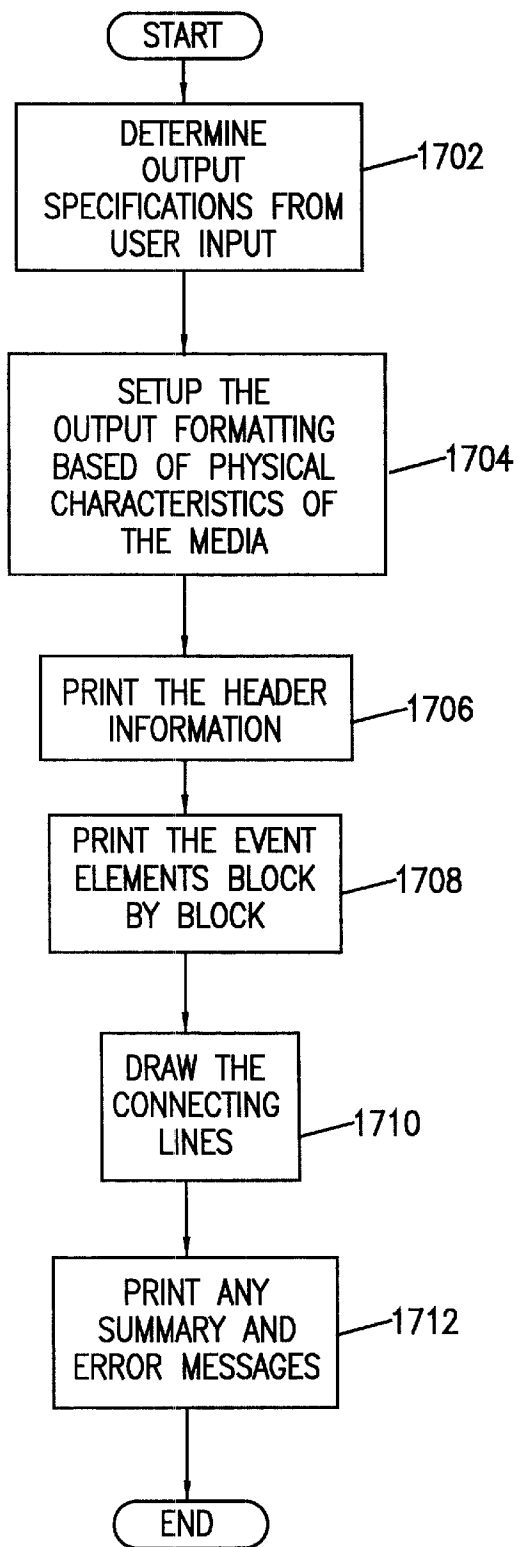 START
DETERMINE
OUTPUT
SPECIFICATIONS FROM
USER INPUT
1702
SETUP THE
OUTPUT FORMATTING
BASED OF PHYSICAL
CHARACTERISTICS OF
THE MEDIA
1704
PRINT THE HEADER
INFORMATION
1706
PRINT THE EVENT
ELEMENTS BLOCK
BY BLOCK
1708
DRAW THE
CONNECTING
LINES
1710
PRINT ANY
SUMMARY AND
ERROR MESSAGES
1712
END